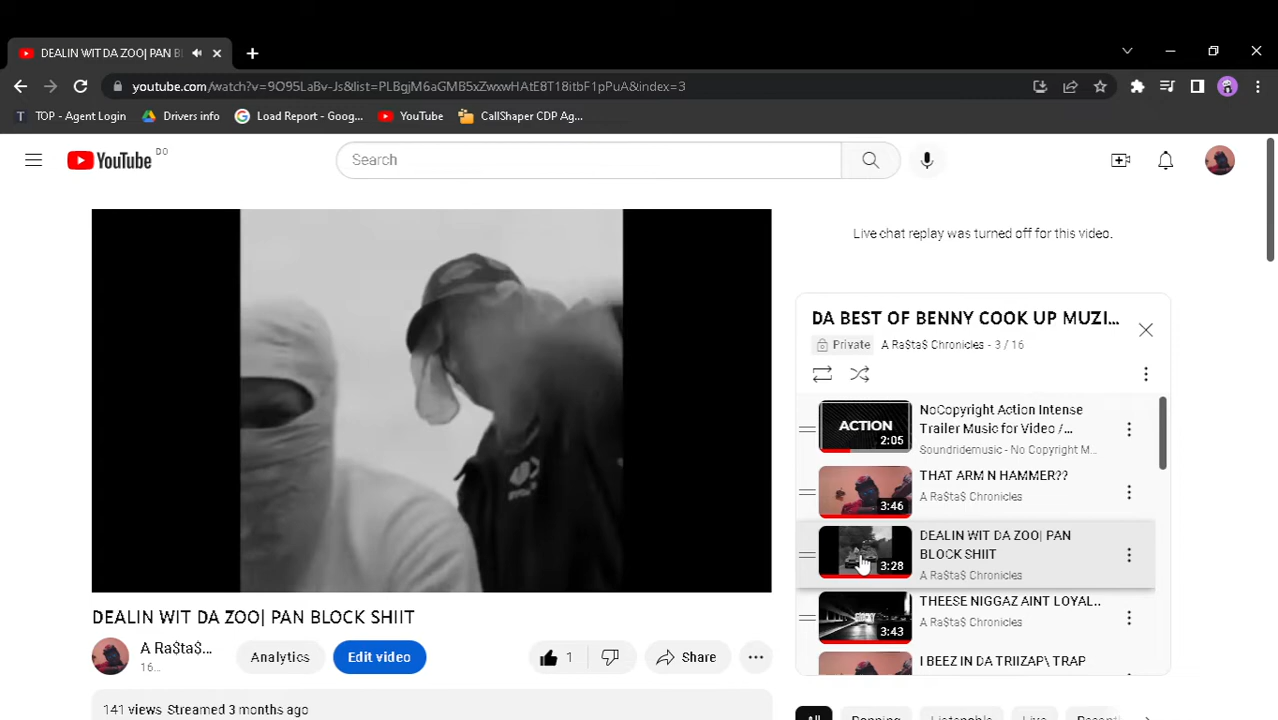 DEALIN WIT DA ZOO| PAN B
youtube.com/watch?v=9O95LaBv-Js&list=PLBgjM6aGMB5xZwxwHAtE8T18itbF1pPuA&index=3
TOP - Agent Login
Drivers info
Load Report - Goog...
YouTube
CallShaper CDP Ag...
YouTube DO
Search
Live chat replay was turned off for this video.
DA BEST OF BENNY COOK UP MUZI...
Private A Ra$ta$ Chronicles - 3 / 16
ACTION
2:05
NoCopyright Action Intense
Trailer Music for Video /...
Soundridemusic - No Copyright M...
3:46
THAT ARM N HAMMER??
A Ra$ta$ Chronicles
3:28
DEALIN WIT DA ZOO| PAN
BLOCK SHIIT
A Ra$ta$ Chronicles
3:43
THEESE NIGGAZ AINT LOYAL..
A Ra$ta$ Chronicles
I BEEZ IN DA TRIIZAP\ TRAP
DEALIN WIT DA ZOO| PAN BLOCK SHIIT
A Ra$ta$...
16...
Analytics
Edit video
1
Share
141 views Streamed 3 months ago
All
Listenable
Live